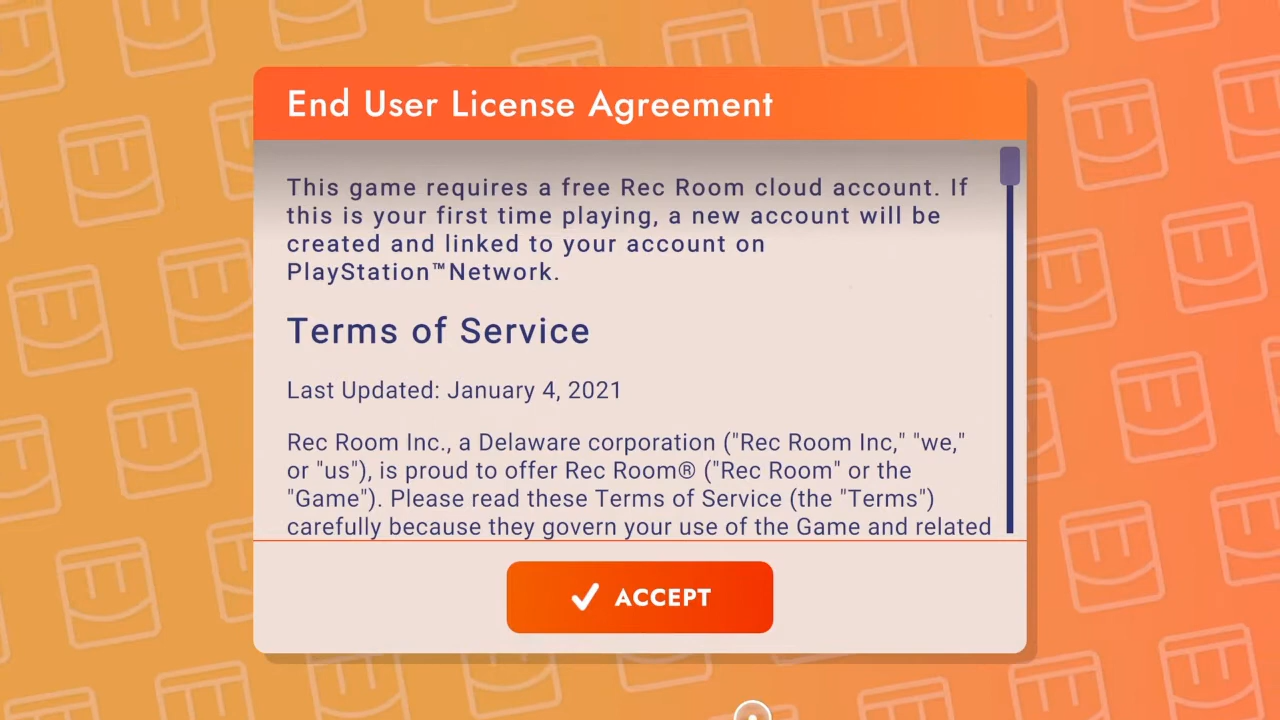 End User License Agreement
This game requires a free Rec Room cloud account. If
this is your first time playing, a new account will be
created and linked to your account on
PlayStation™Network.
Terms of Service
Last Updated: January 4, 2021
Rec Room Inc., a Delaware corporation ("Rec Room Inc," "we,"
or "us"), is proud to offer Rec Room® ("Rec Room" or the
"Game"). Please read these Terms of Service (the "Terms")
carefully because they govern your use of the Game and related
ACCEPT